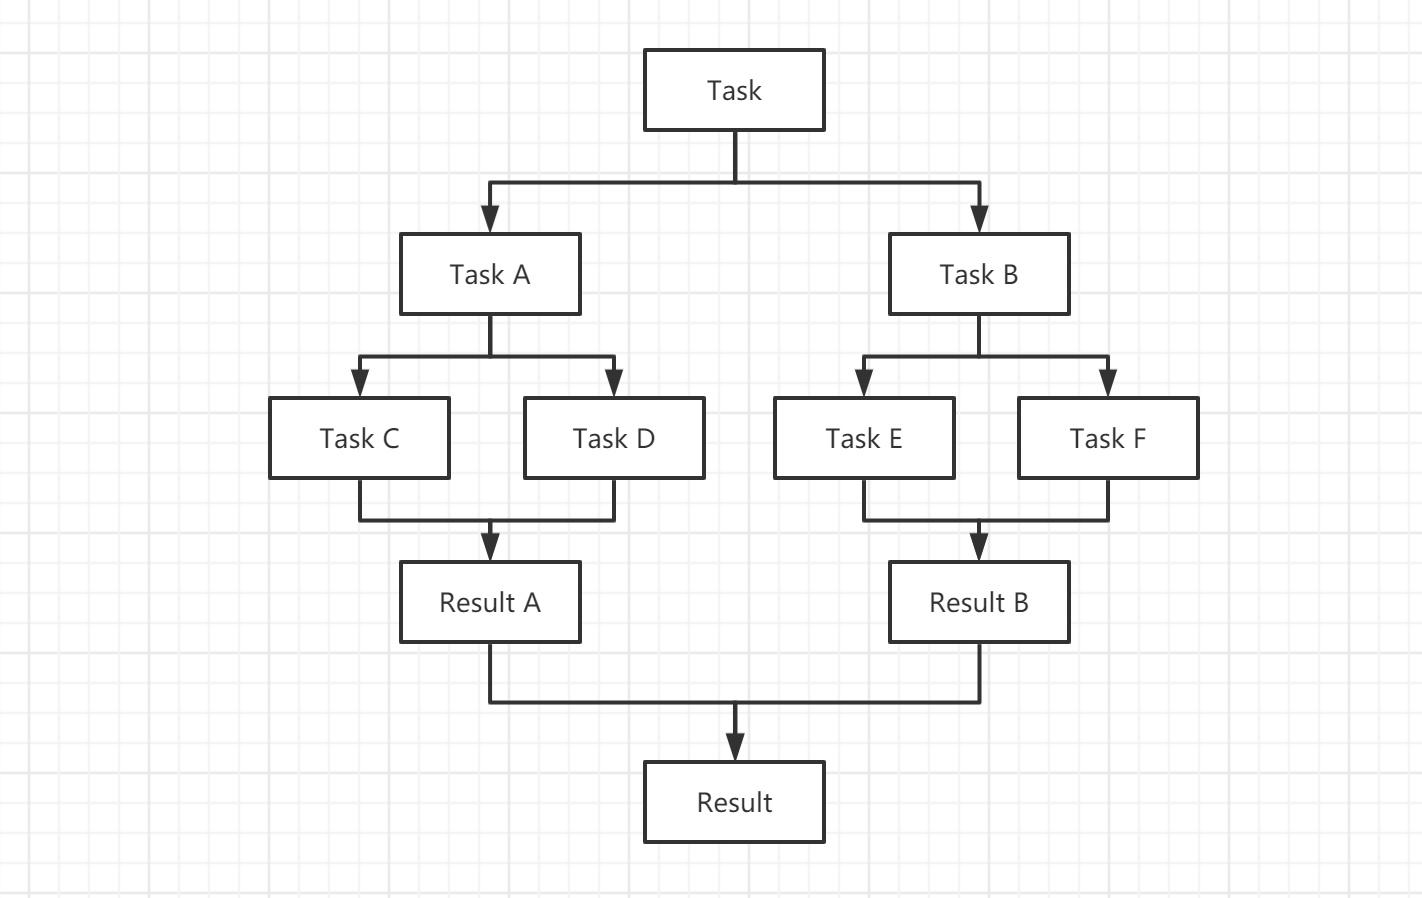 Task
Task A
Task B
Task C
Task D
Task E
Task F
Result A
Result B
Result